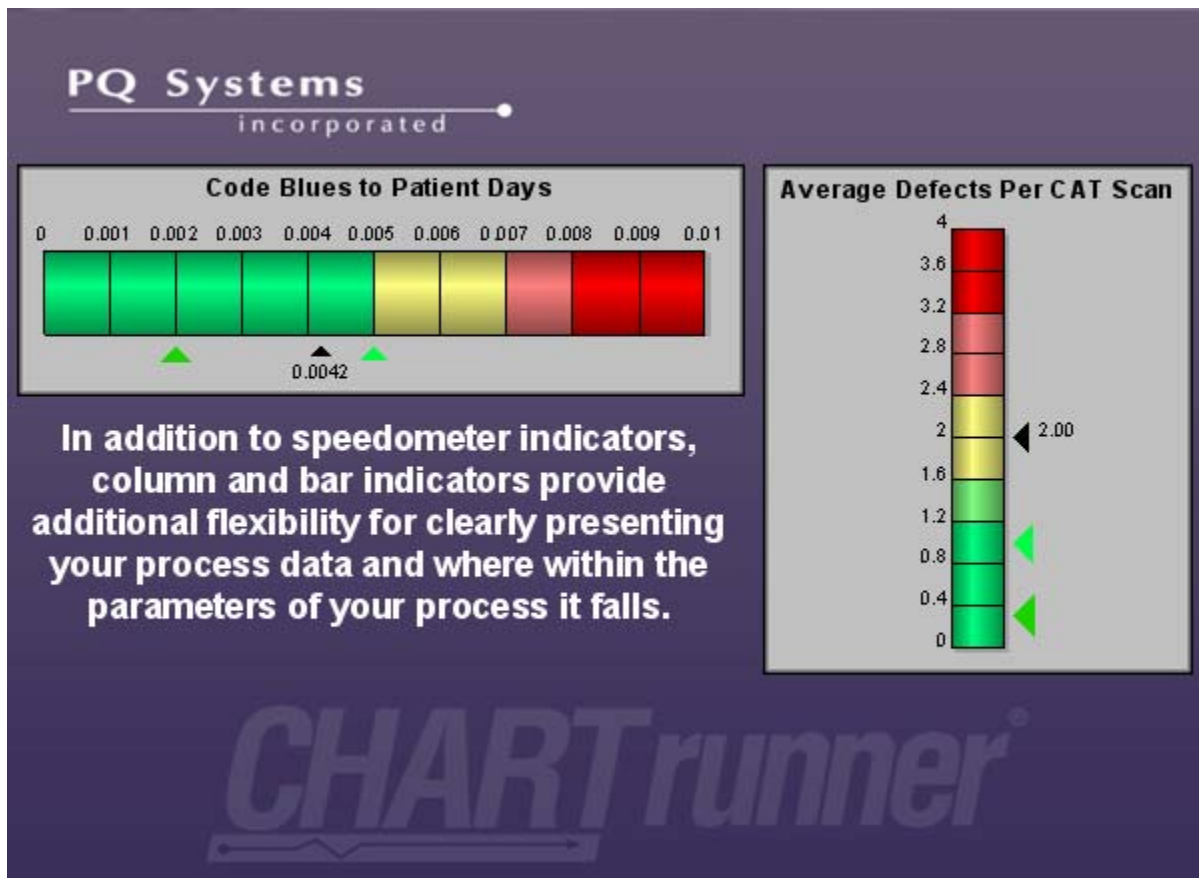 PQ Systems
incorporated
Code Blues to Patient Days
0 0.001 0.002 0.003 0.004 0.005 0.006 0.007 0.008 0.009 0.01
0.0042
Average Defects Per CAT Scan
4
3.6
3.2
2.8
2.4
2 2.00
1.6
1.2
0.8
0.4
0
In addition to speedometer indicators,
column and bar indicators provide
additional flexibility for clearly presenting
your process data and where within the
parameters of your process it falls.
CHARTrunner